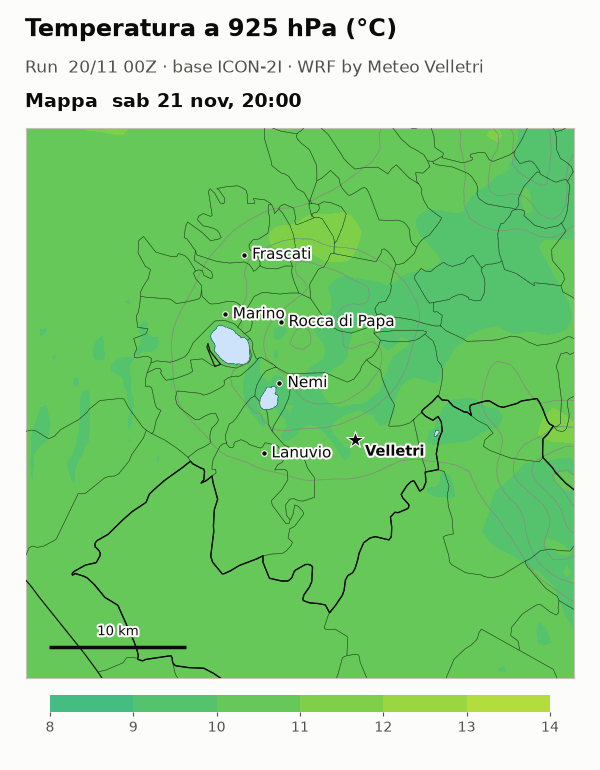 Temperatura a 925 hPa (°C)
Run  20/11 00Z · base ICON-2I · WRF by Meteo Velletri
Mappa  sab 21 nov, 20:00
Frascati
Marino
Rocca di Papa
Nemi
Velletri
Lanuvio
10 km
8 9 10 11 12 13 14